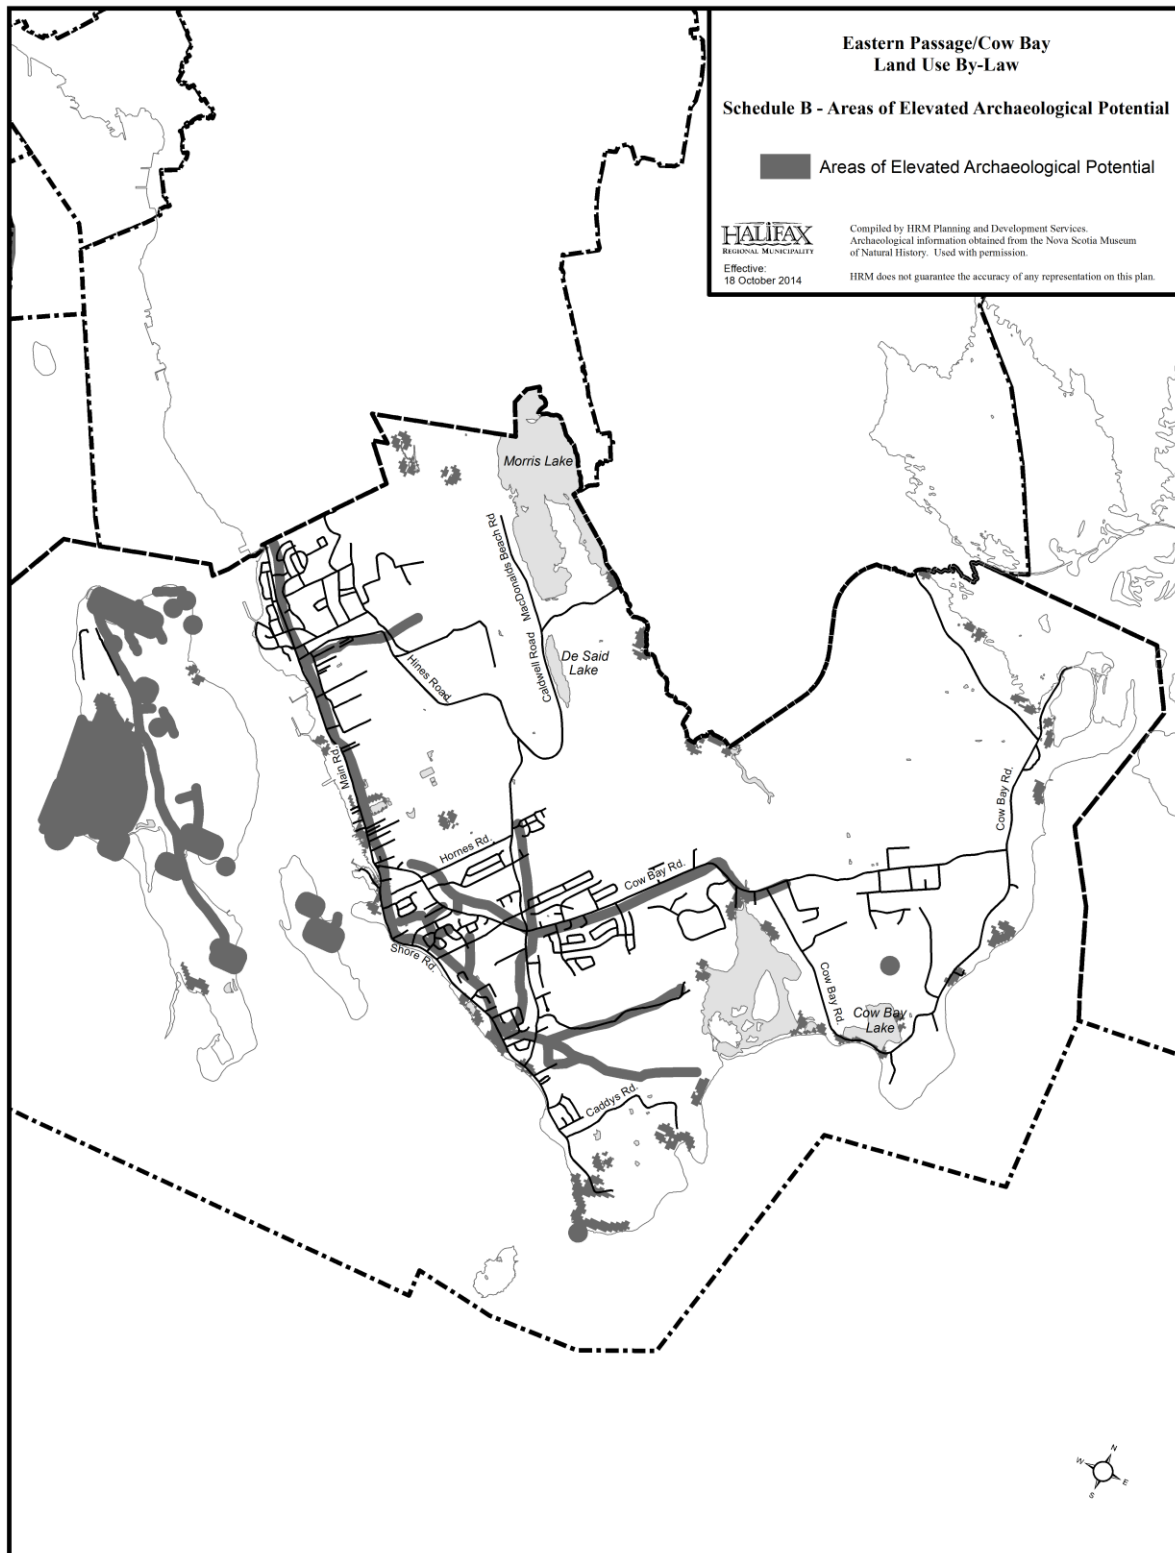 Eastern Passage/Cow Bay
Land Use By-Law
Schedule B - Areas of Elevated Archaeological Potential
Areas of Elevated Archaeological Potential
HALIFAX
REGIONAL MUNICIPALITY
Effective:
18 October 2014
Compiled by HRM Planning and Development Services.
Archaeological information obtained from the Nova Scotia Museum
of Natural History. Used with permission.
HRM does not guarantee the accuracy of any representation on this plan.
Morris Lake
MacDonalds Beach Rd
Caldwell Road
De Said
Lake
Hines Road
Main Rd.
Hornes Rd.
Cow Bay Rd.
Cow Bay Rd.
Shore Rd.
Cow Bay Rd.
Cow Bay
Lake
Caddys Rd.
N
W
E
S